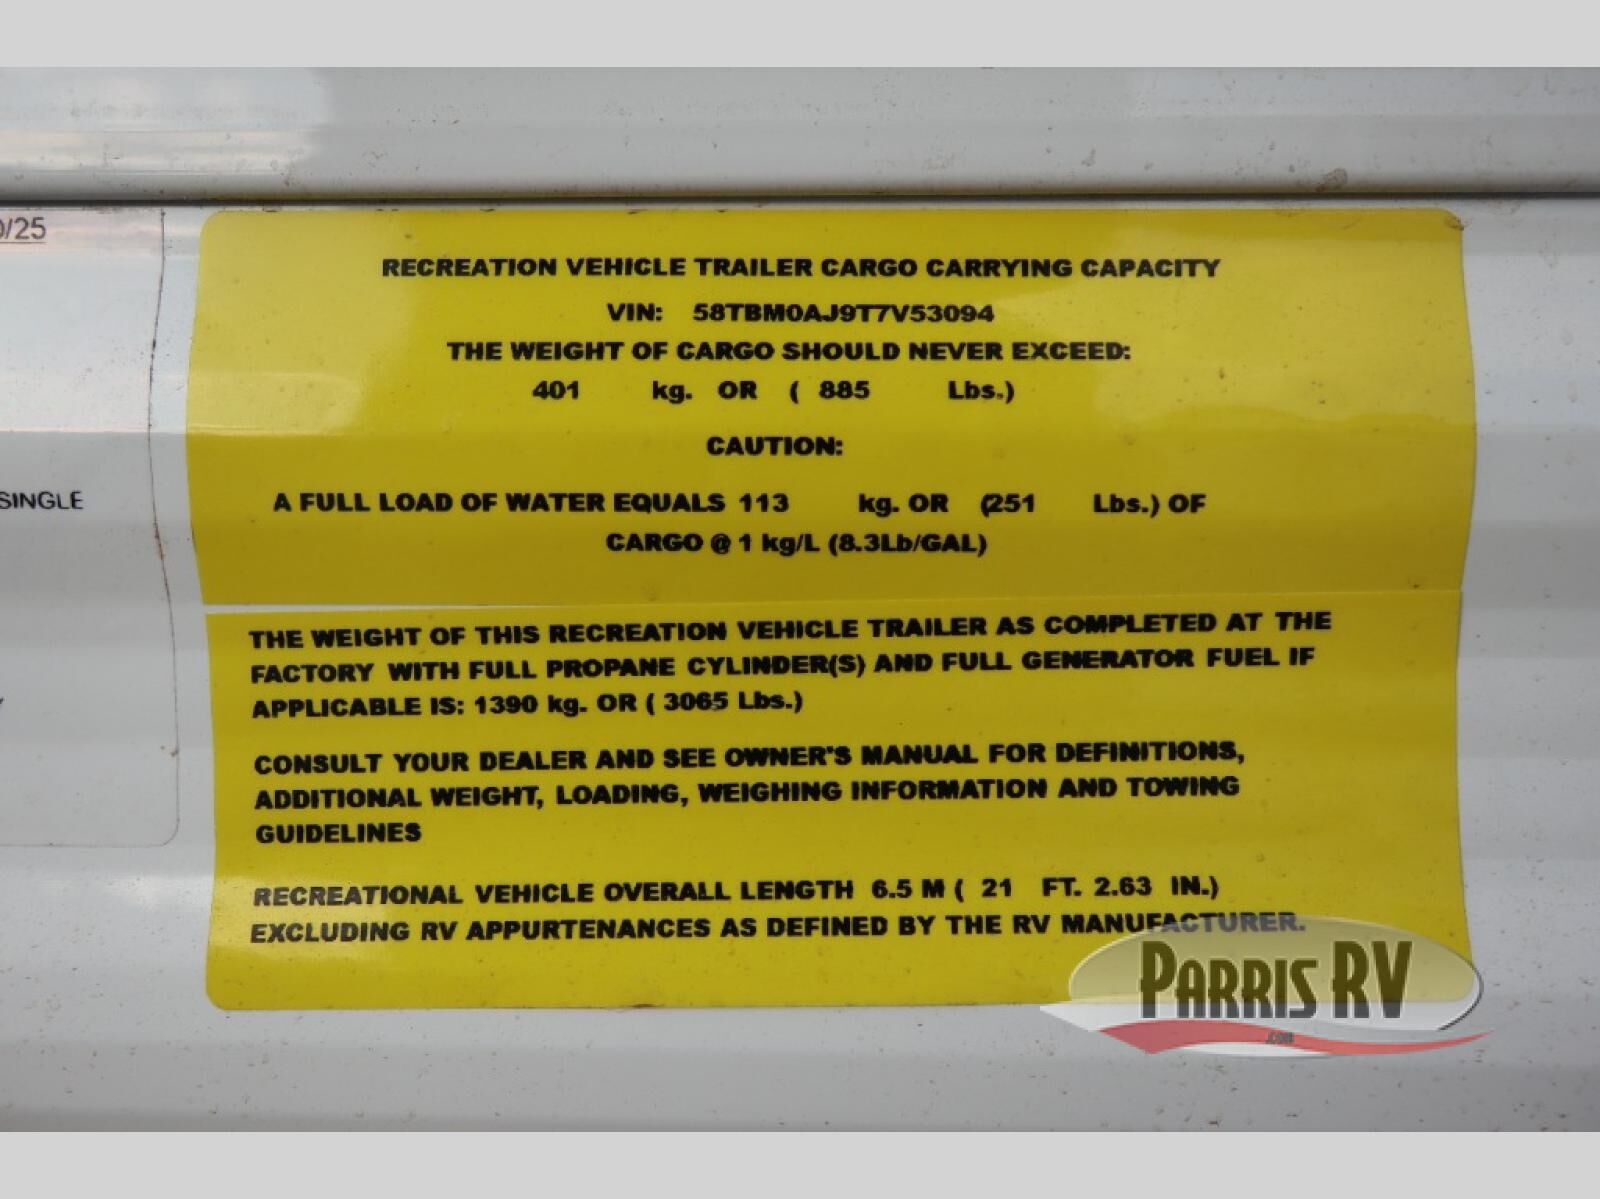 0/25
RECREATION VEHICLE TRAILER CARGO CARRYING CAPACITY
VIN: 58TBM0AJ9T7V53094
THE WEIGHT OF CARGO SHOULD NEVER EXCEED:
401 kg. OR ( 885 Lbs.)
CAUTION:
SINGLE
A FULL LOAD OF WATER EQUALS 113 kg. OR (251 Lbs.) OF
CARGO @ 1 kg/L (8.3Lb/GAL)
THE WEIGHT OF THIS RECREATION VEHICLE TRAILER AS COMPLETED AT THE
FACTORY WITH FULL PROPANE CYLINDER(S) AND FULL GENERATOR FUEL IF
APPLICABLE IS: 1390 kg. OR ( 3065 Lbs.)
CONSULT YOUR DEALER AND SEE OWNER'S MANUAL FOR DEFINITIONS,
ADDITIONAL WEIGHT, LOADING, WEIGHING INFORMATION AND TOWING
GUIDELINES
RECREATIONAL VEHICLE OVERALL LENGTH 6.5 M ( 21 FT. 2.63 IN.)
EXCLUDING RV APPURTENANCES AS DEFINED BY THE RV MANUFACTURER.
PARRIS RV
.COM